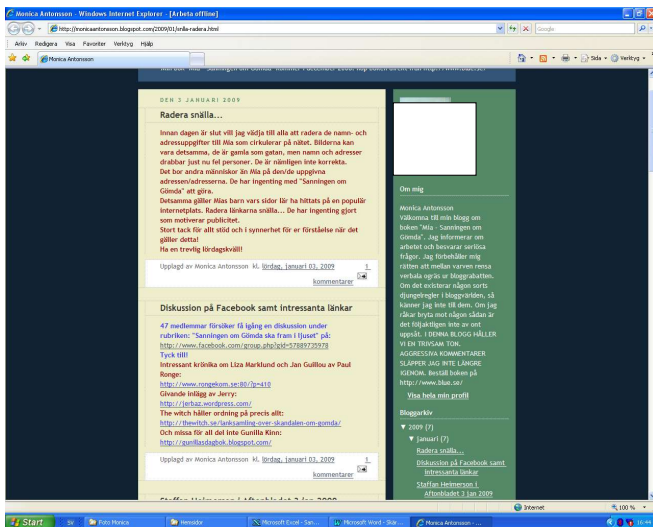 Monica Antonsson - Windows Internet Explorer - [Arbeta offline]
http://monicaantonsson.blogspot.com/2009/01/snlla-radera.html
Google
Arkiv Redigera Visa Favoriter Verktyg Hjälp
Monica Antonsson
Sida Verktyg
DEN 3 JANUARI 2009
Radera snälla...
Innan dagen är slut vill jag vädja till alla att radera de namn- och
adressuppgifter till Mia som cirkulerar på nätet. Bilderna kan
vara detsamma, de är gamla som gatan, men namn och adresser
drabbar just nu fel personer. De är nämligen inte korrekta.
Det bor andra människor än Mia på den/de uppgivna
adressen/adresserna. De har ingenting med "Sanningen om
Gömda" att göra.
Detsamma gäller Mias barn vars sidor lär ha hittats på en populär
internetplats. Radera länkarna snälla... De har ingenting gjort
som motiverar publicitet.
Stort tack för allt stöd och i synnerhet för er förståelse när det
gäller detta!
Ha en trevlig lördagskväll!
Upplagd av Monica Antonsson kl. lördag, januari 03, 2009 1
kommentarer
Diskussion på Facebook samt intressanta länkar
47 medlemmar försöker få igång en diskussion under
rubriken: "Sanningen om Gömda ska fram i ljuset" på:
http://www.facebook.com/group.php?gid=57889735978
Tyck till!
Intressant krönika om Liza Marklund och Jan Guillou av Paul
Ronge:
http://www.rongekom.se:80/?p=410
Givande inlägg av Jerry:
http://jerbaz.wordpress.com/
The witch håller ordning på precis allt:
http://thewitch.se/lanksamling-over-skandalen-om-gomda/
Och missa för all del inte Gunilla Kinn:
http://gunillasdagbok.blogspot.com/
Upplagd av Monica Antonsson kl. lördag, januari 03, 2009 1
kommentarer
Staffan Heimerson i Aftonbladet 3 jan 2009
Om mig
Monica Antonsson
Välkomna till min blogg om
boken "Mia - Sanningen om
Gömda". Jag informerar om
arbetet och besvarar seriösa
frågor. Jag förbehåller mig
rätten att mellan varven rensa
verbala ogräs ur bloggrabatten.
Om det existerar någon sorts
djungelregler i bloggvärlden, så
känner jag inte till dem. Om jag
råkar bryta mot någon sådan är
det följaktligen inte av ont
uppsåt. I DENNA BLOGG HÅLLER
VI EN TRIVSAM TON.
AGGRESSIVA KOMMENTARER
SLÄPPER JAG INTE LÄNGRE
IGENOM. Beställ boken på
http://www.blue.se/
Visa hela min profil
Bloggarkiv
▼ 2009 (7)
▼ januari (7)
Radera snälla...
Diskussion på Facebook samt
intressanta länkar
Staffan Heimerson i
Aftonbladet 3 jan 2009
Internet 100 %
Start SV Foto Monica Hemsidor Microsoft Excel - San... Microsoft Word - Skär... Monica Antonsson - ... 16:44